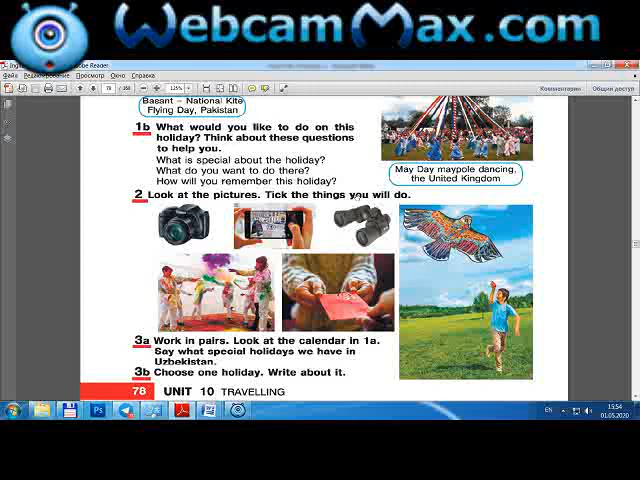 WebcamMax.com
Файл Редактирование Просмотр Окно Справка
78 / 168 125%
Комментарии Общий доступ
Basant – National Kite
Flying Day, Pakistan
1b What would you like to do on this
holiday? Think about these questions
to help you.
What is special about the holiday?
What do you want to do there?
How will you remember this holiday?
May Day maypole dancing,
the United Kingdom
2 Look at the pictures. Tick the things you will do.
3a Work in pairs. Look at the calendar in 1a.
Say what special holidays we have in
Uzbekistan.
3b Choose one holiday. Write about it.
78 UNIT 10 TRAVELLING
EN
15:54
01.05.2020